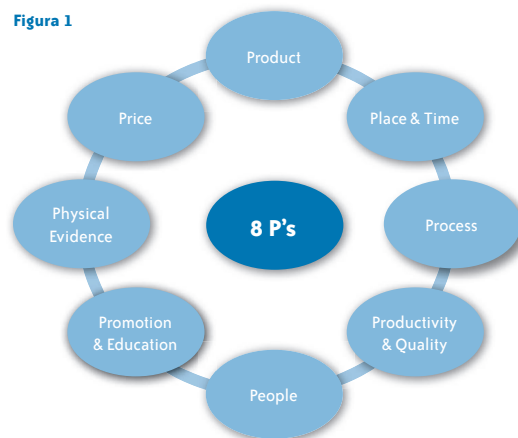 Figura 1
Product
Place & Time
Process
Productivity
& Quality
People
Promotion
& Education
Physical
Evidence
Price
8 P’s